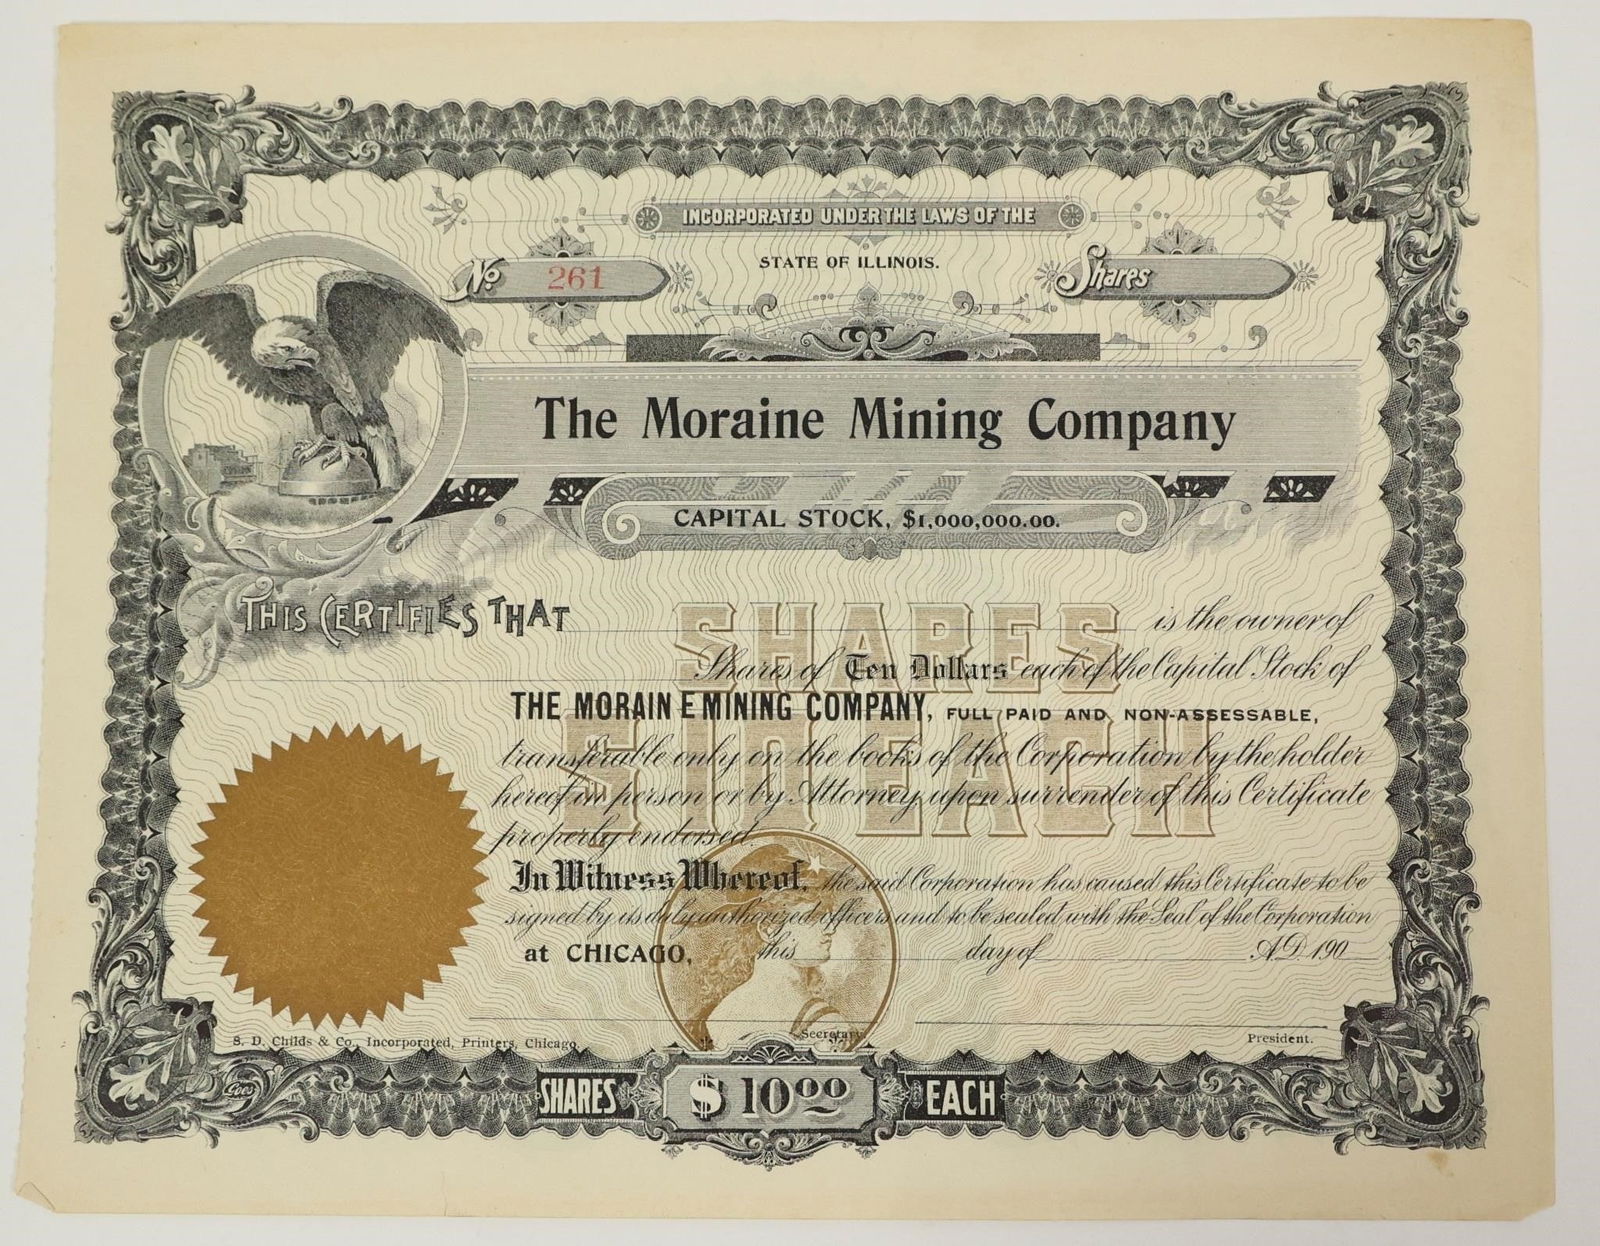 INCORPORATED UNDER THE LAWS OF THE
STATE OF ILLINOIS.
No. 261
Shares
The Moraine Mining Company
CAPITAL STOCK, $1,000,000.00.
THIS CERTIFIES THAT is the owner of
Shares of Ten Dollars each of the Capital Stock of
THE MORAINE MINING COMPANY, FULL PAID AND NON-ASSESSABLE,
transferable only on the books of the Corporation by the holder
hereof in person or by Attorney upon surrender of this Certificate
properly endorsed.
SHARES
$10 EACH
In Witness Whereof, the said Corporation has caused this Certificate to be
signed by its duly authorized officers and to be sealed with the Seal of the Corporation
at CHICAGO, this day of A.D. 190
Secretary.
President.
S. D. Childs & Co., Incorporated, Printers, Chicago.
Goes
SHARES $10.00 EACH